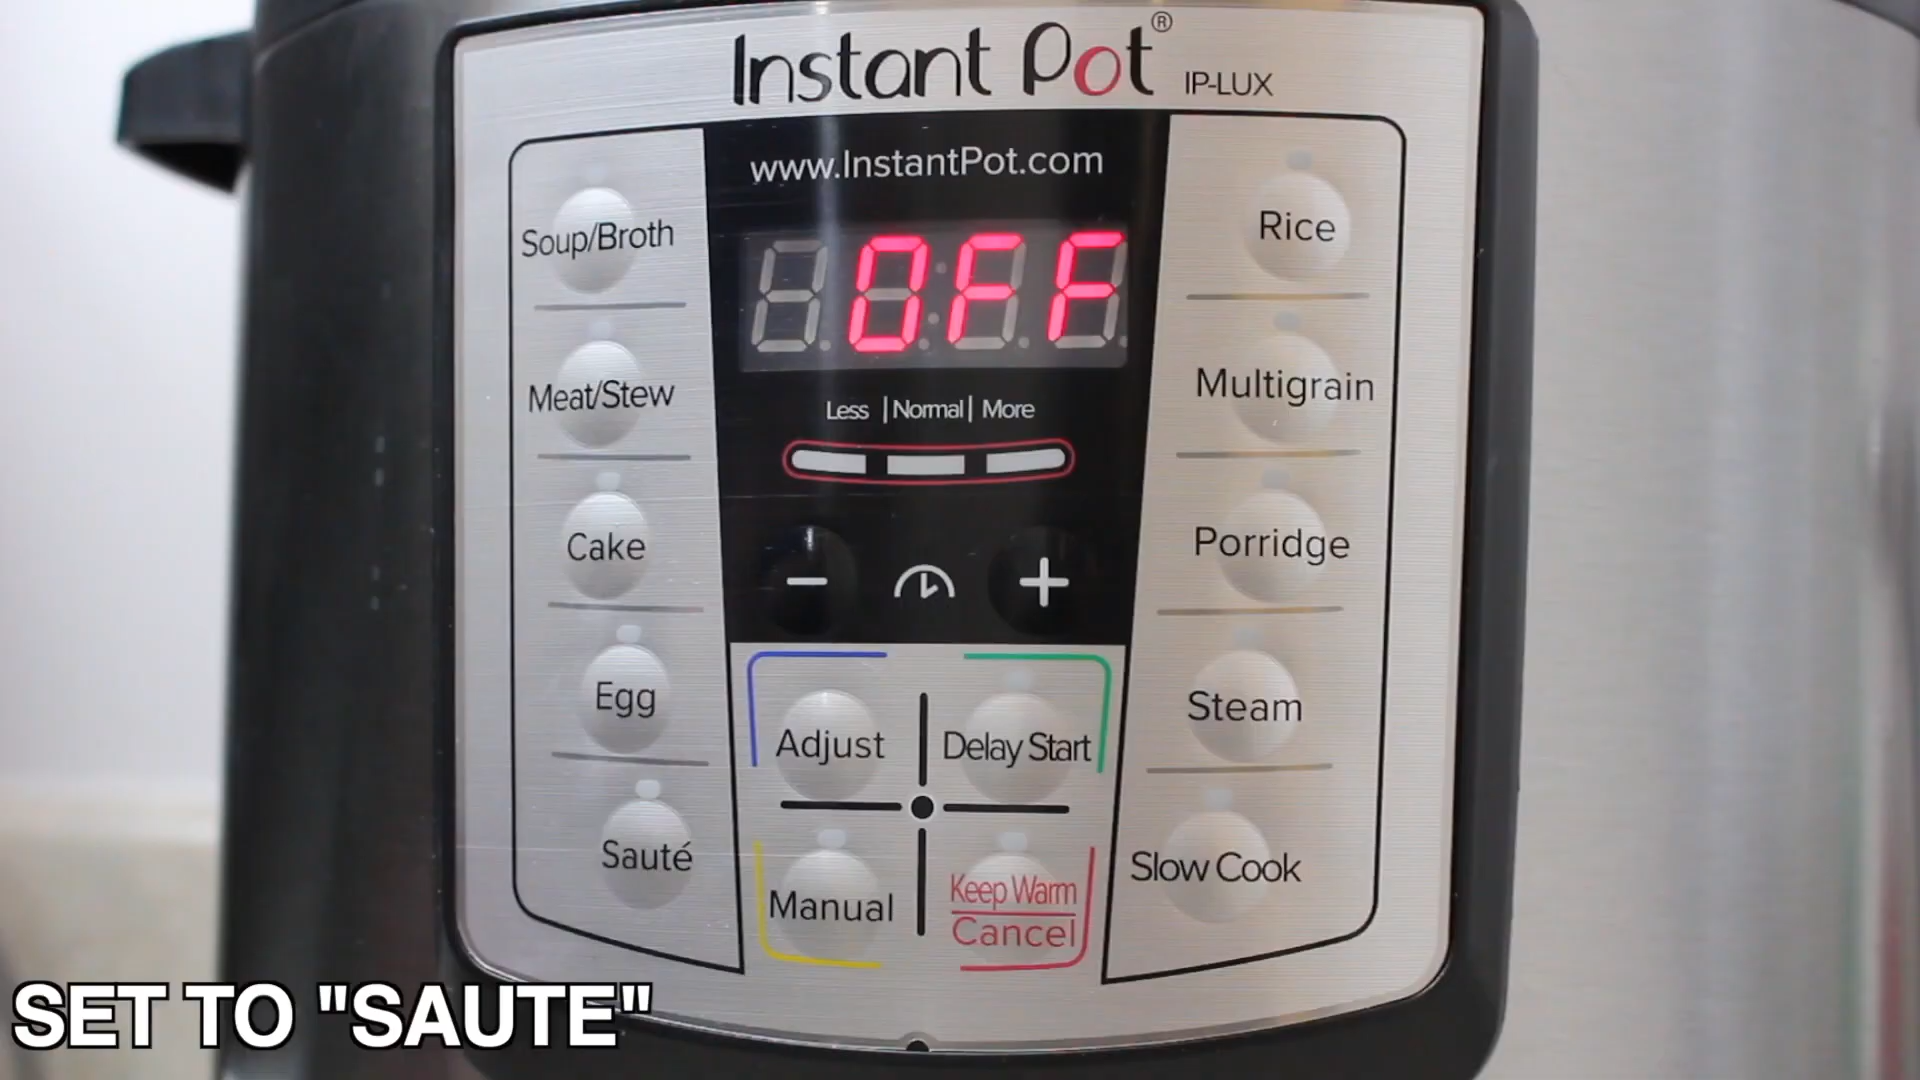 Instant Pot® IP-LUX
www.InstantPot.com
OFF
Less | Normal | More
Soup/Broth
Meat/Stew
Cake
Egg
Sauté
− +
Adjust
Delay Start
Manual
Keep Warm
Cancel
Rice
Multigrain
Porridge
Steam
Slow Cook
SET TO "SAUTE"